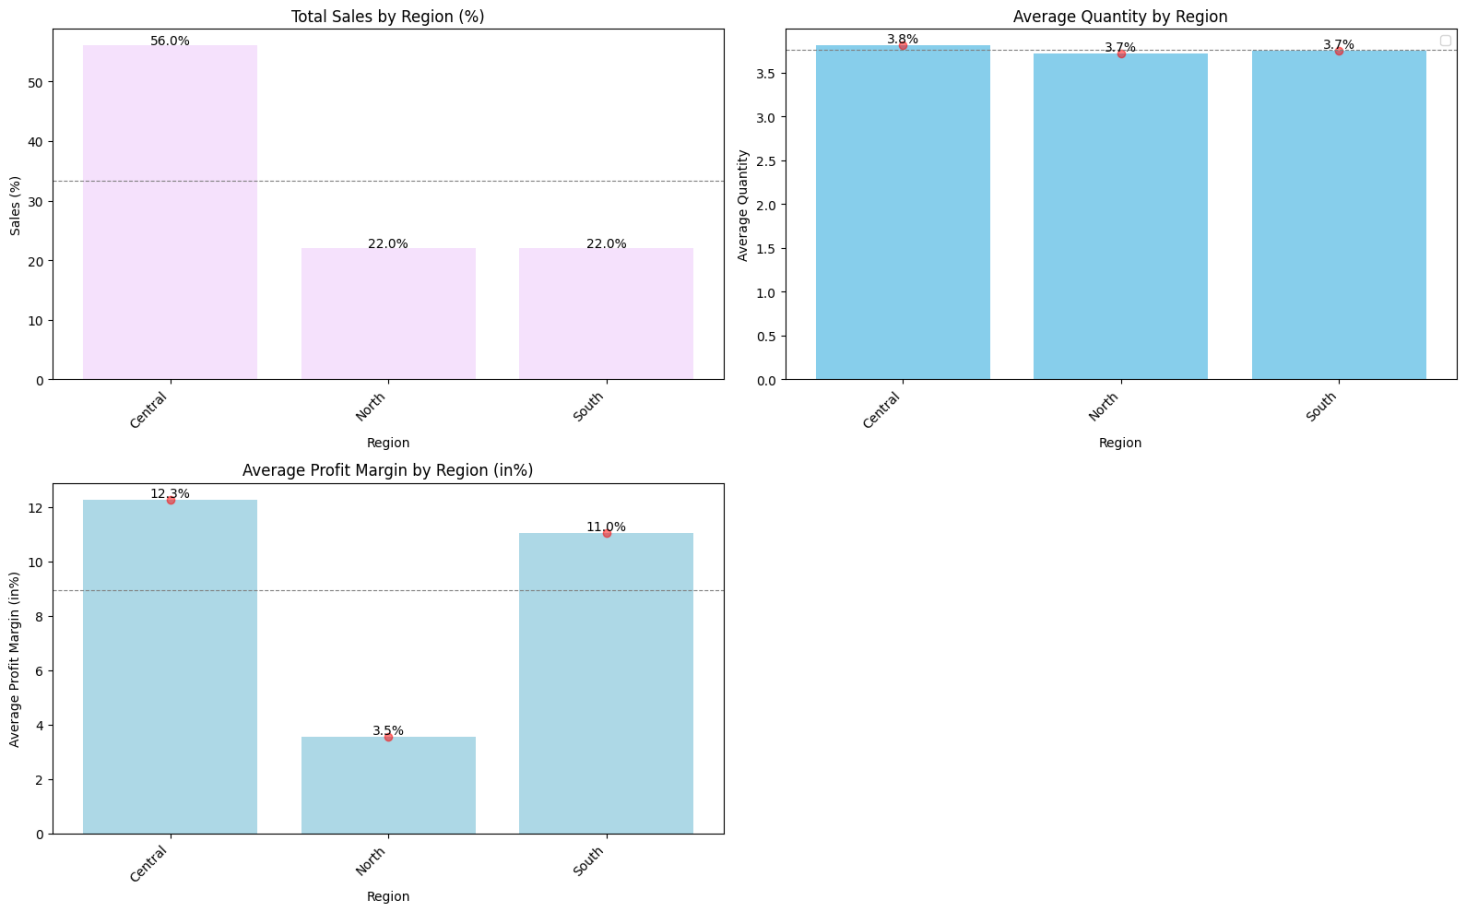 Total Sales by Region (%)
56.0%
22.0%
22.0%
50
40
30
20
10
0
Sales (%)
Central
North
South
Region
Average Quantity by Region
3.8%
3.7%
3.7%
3.5
3.0
2.5
2.0
1.5
1.0
0.5
0.0
Average Quantity
Central
North
South
Region
Average Profit Margin by Region (in%)
12.3%
3.5%
11.0%
12
10
8
6
4
2
0
Average Profit Margin (in%)
Central
North
South
Region